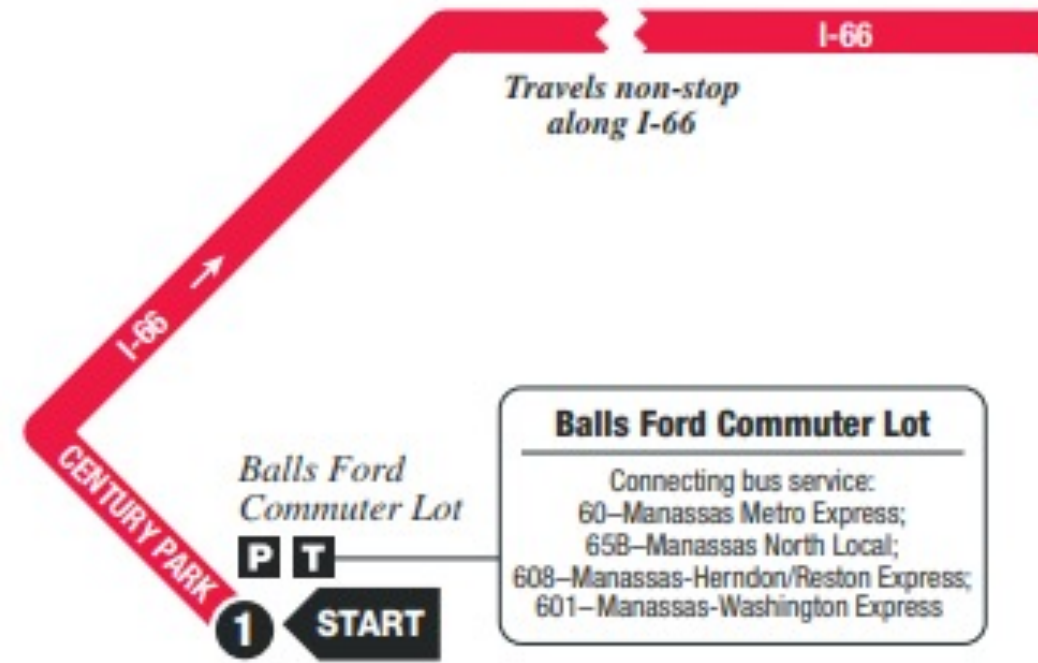 I-66
Travels non-stop
along I-66
I-66
CENTURY PARK
Balls Ford
Commuter Lot
P T
1
START
Balls Ford Commuter Lot
Connecting bus service:
60–Manassas Metro Express;
65B–Manassas North Local;
608–Manassas-Herndon/Reston Express;
601–Manassas-Washington Express